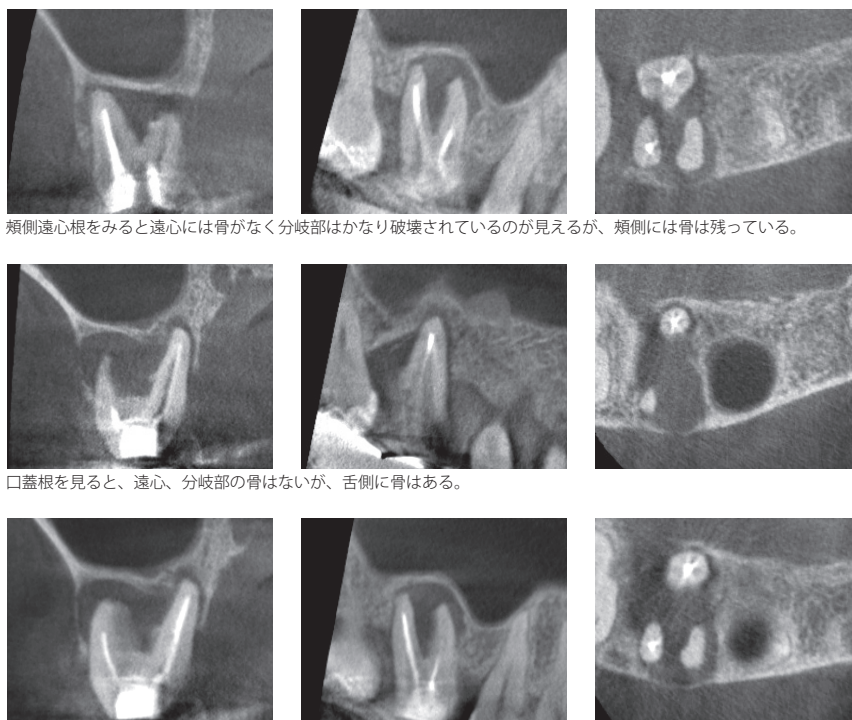 頰側遠心根をみると遠心には骨がなく分岐部はかなり破壊されているのが見えるが、頰側には骨は残っている。
口蓋根を見ると、遠心、分岐部の骨はないが、舌側に骨はある。